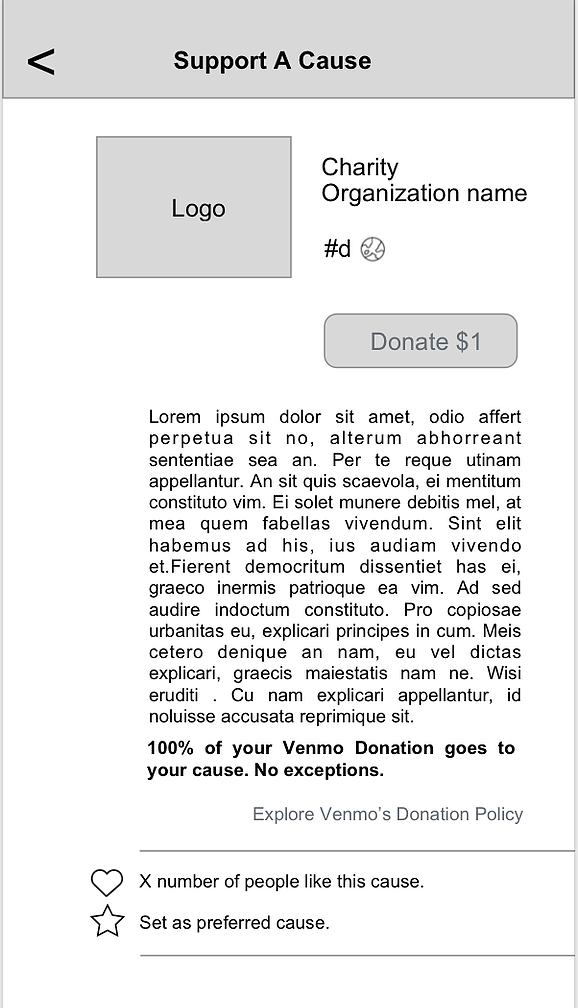 < Support A Cause
Logo
Charity
Organization name
#d
Donate $1
Lorem ipsum dolor sit amet, odio affert
perpetua sit no, alterum abhorreant
sententiae sea an. Per te reque utinam
appellantur. An sit quis scaevola, ei mentitum
constituto vim. Ei solet munere debitis mel, at
mea quem fabellas vivendum. Sint elit
habemus ad his, ius audiam vivendo
et.Fierent democritum dissentiet has ei,
graeco inermis patrioque ea vim. Ad sed
audire indoctum constituto. Pro copiosae
urbanitas eu, explicari principes in cum. Meis
cetero denique an nam, eu vel dictas
explicari, graecis maiestatis nam ne. Wisi
eruditi . Cu nam explicari appellantur, id
noluisse accusata reprimique sit.
100% of your Venmo Donation goes to
your cause. No exceptions.
Explore Venmo’s Donation Policy
X number of people like this cause.
Set as preferred cause.